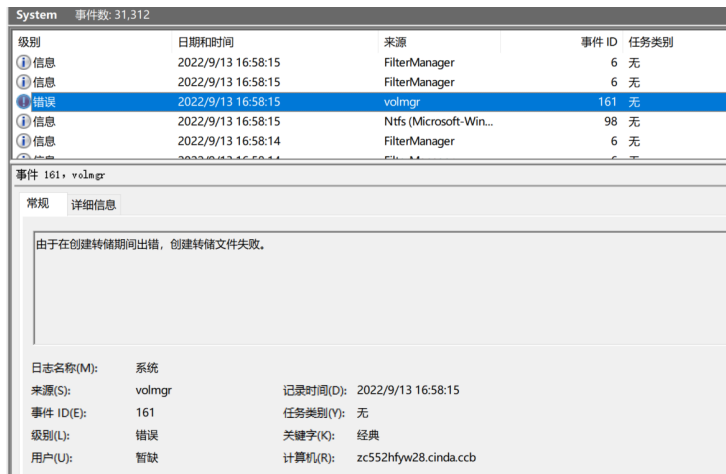 System 事件数: 31,312
级别 日期和时间 来源 事件 ID 任务类别
信息 2022/9/13 16:58:15 FilterManager 6 无
信息 2022/9/13 16:58:15 FilterManager 6 无
错误 2022/9/13 16:58:15 volmgr 161 无
信息 2022/9/13 16:58:15 Ntfs (Microsoft-Win... 98 无
信息 2022/9/13 16:58:14 FilterManager 6 无
事件 161，volmgr
常规 详细信息
由于在创建转储期间出错，创建转储文件失败。
日志名称(M): 系统
来源(S): volmgr 记录时间(D): 2022/9/13 16:58:15
事件 ID(E): 161 任务类别(Y): 无
级别(L): 错误 关键字(K): 经典
用户(U): 暂缺 计算机(R): zc552hfyw28.cinda.ccb